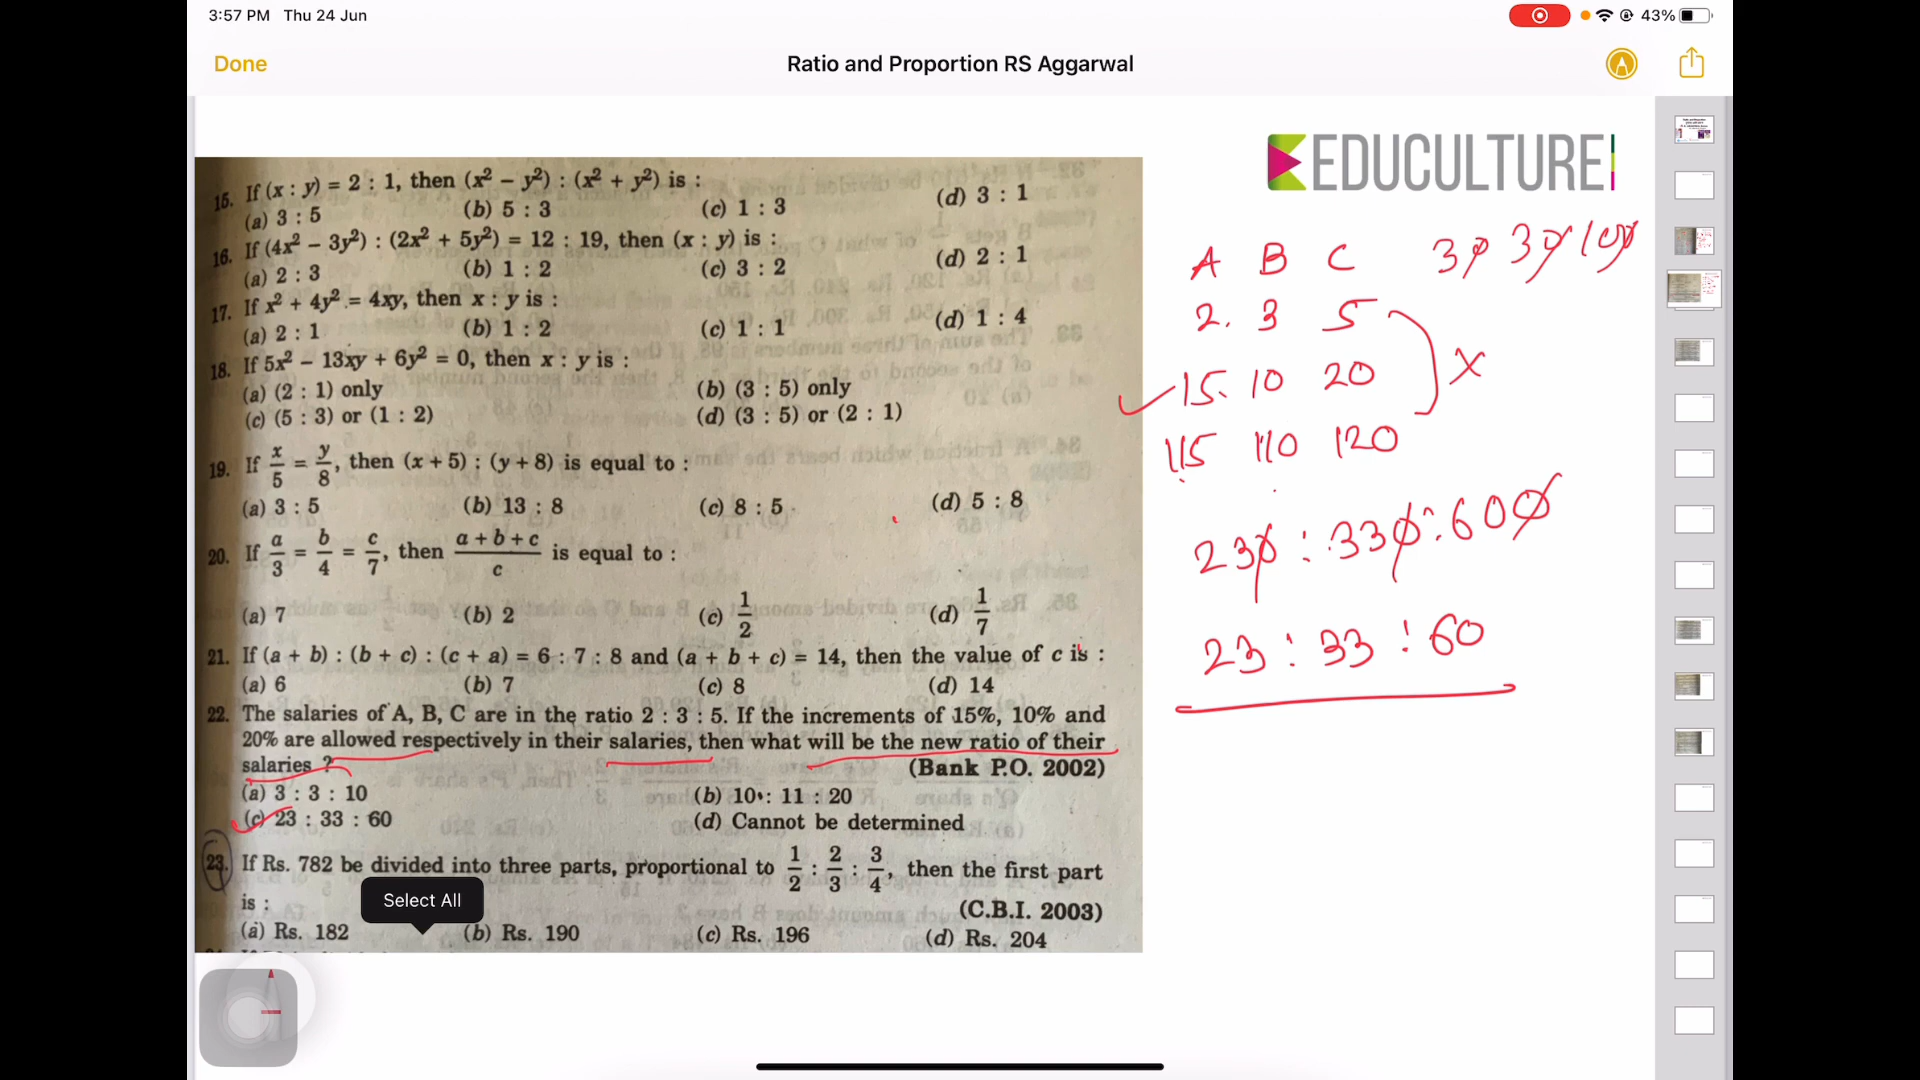 3:57 PM Thu 24 Jun
43%
Done
Ratio and Proportion RS Aggarwal
EDUCULTURE
15. If (x : y) = 2 : 1, then (x² – y²) : (x² + y²) is :
(a) 3 : 5 (b) 5 : 3 (c) 1 : 3 (d) 3 : 1
16. If (4x² – 3y²) : (2x² + 5y²) = 12 : 19, then (x : y) is :
(a) 2 : 3 (b) 1 : 2 (c) 3 : 2 (d) 2 : 1
17. If x² + 4y² = 4xy, then x : y is :
(a) 2 : 1 (b) 1 : 2 (c) 1 : 1 (d) 1 : 4
18. If 5x² – 13xy + 6y² = 0, then x : y is :
(a) (2 : 1) only (b) (3 : 5) only
(c) (5 : 3) or (1 : 2) (d) (3 : 5) or (2 : 1)
19. If x/5 = y/8, then (x + 5) : (y + 8) is equal to :
(a) 3 : 5 (b) 13 : 8 (c) 8 : 5 (d) 5 : 8
20. If a/3 = b/4 = c/7, then (a + b + c)/c is equal to :
(a) 7 (b) 2 (c) 1/2 (d) 1/7
21. If (a + b) : (b + c) : (c + a) = 6 : 7 : 8 and (a + b + c) = 14, then the value of c is :
(a) 6 (b) 7 (c) 8 (d) 14
22. The salaries of A, B, C are in the ratio 2 : 3 : 5. If the increments of 15%, 10% and
20% are allowed respectively in their salaries, then what will be the new ratio of their
salaries ? (Bank P.O. 2002)
(a) 3 : 3 : 10 (b) 10 : 11 : 20
(c) 23 : 33 : 60 (d) Cannot be determined
23. If Rs. 782 be divided into three parts, proportional to 1/2 : 2/3 : 3/4, then the first part
is : (C.B.I. 2003)
(a) Rs. 182 (b) Rs. 190 (c) Rs. 196 (d) Rs. 204
Select All
A B C 30 30 100
2. 3 5
15. 10 20 x
115 110 120
230 : 330 : 600
23 : 33 : 60